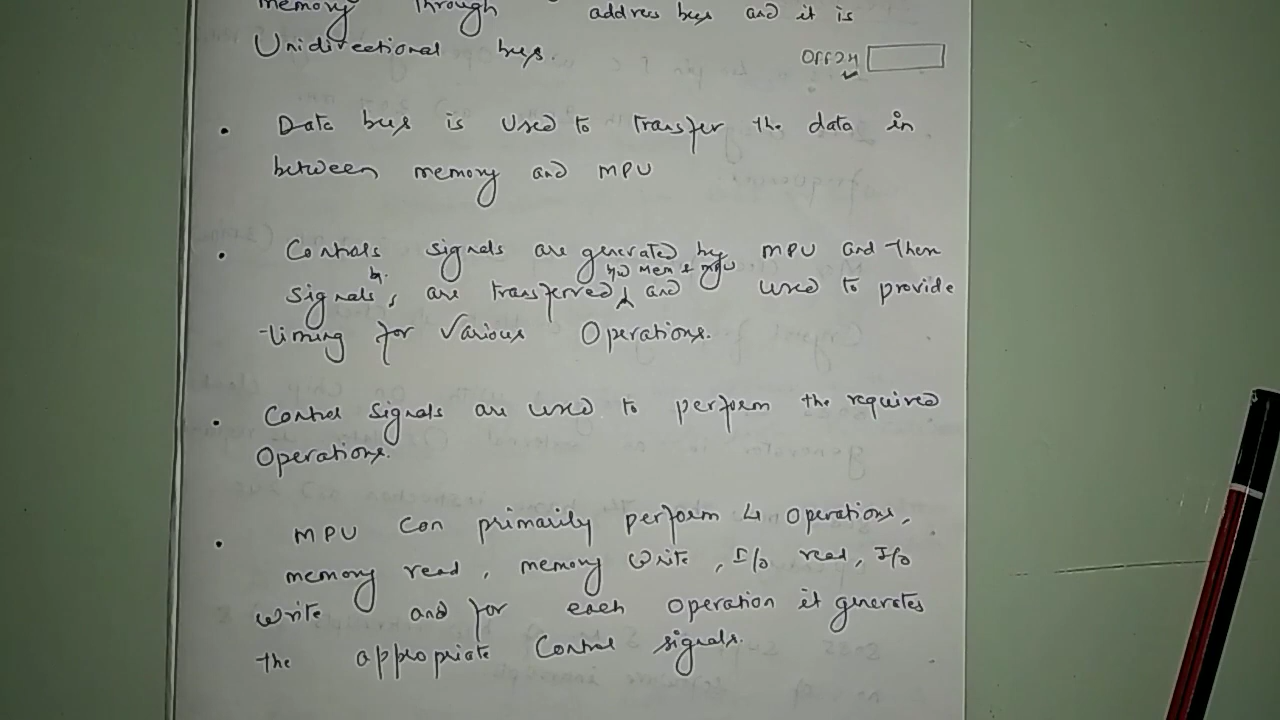 memory through address bus and it is
Unidirectional bus.
• Data bus is used to transfer the data in
between memory and MPU
• Controls signals are generated by MPU and them
b/w mem & MPU
signals, are transferred ⁁ and used to provide
timing for various operations.
• Control signals are used to perform the required
operations.
• MPU can primarily perform 4 operations,
memory read, memory write, I/o read, I/o
write and for each operation it generates
the appropriate control signals.